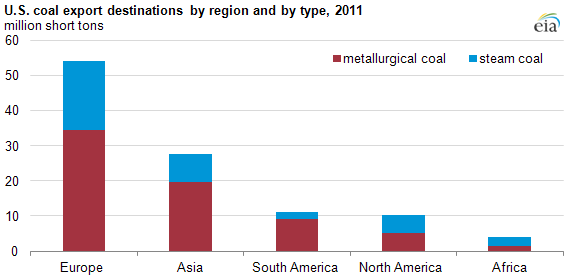 U.S. coal export destinations by region and by type, 2011
million short tons
eia
metallurgical coal
steam coal
60
50
40
30
20
10
0
Europe
Asia
South America
North America
Africa